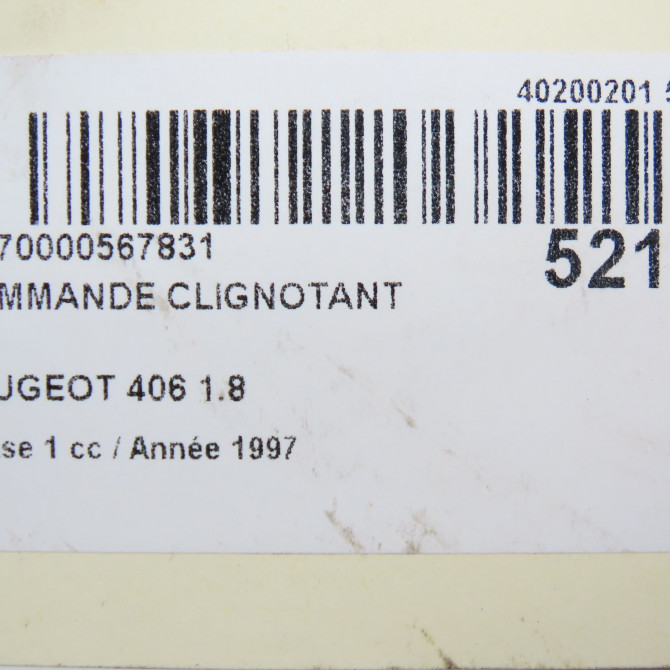 40200201 5
70000567831
521
MMANDE CLIGNOTANT
UGEOT 406 1.8
se 1 cc / Année 1997